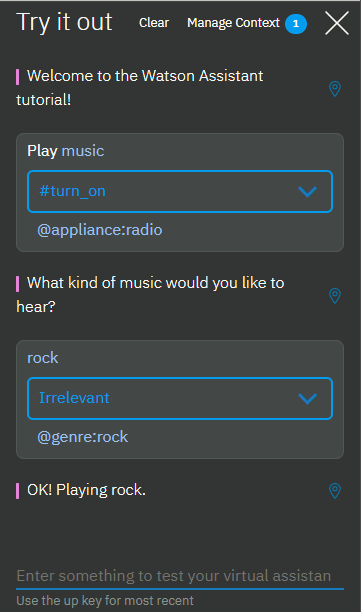 Try it out Clear Manage Context 1
Welcome to the Watson Assistant
tutorial!
Play music
#turn_on
@appliance:radio
What kind of music would you like to
hear?
rock
Irrelevant
@genre:rock
OK! Playing rock.
Enter something to test your virtual assistan
Use the up key for most recent